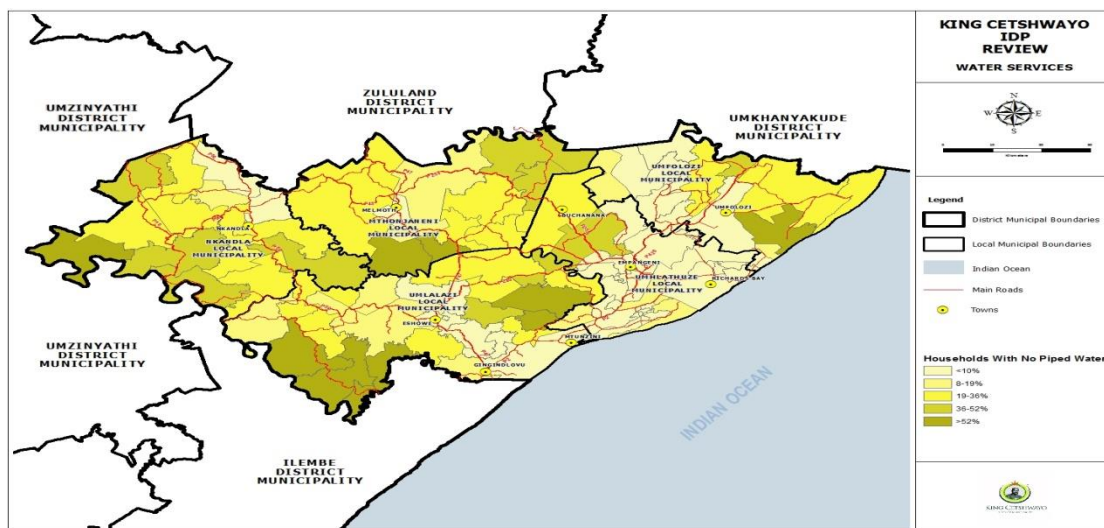 KING CETSHWAYO
IDP
REVIEW
WATER SERVICES
N
W E
S
Legend
District Municipal Boundaries
Local Municipal Boundaries
Indian Ocean
Main Roads
Towns
Households With No Piped Water
<10%
8-19%
19-36%
36-52%
>52%
KING CETSHWAYO
UMZINYATHI
DISTRICT
MUNICIPALITY
ZULULAND
DISTRICT
MUNICIPALITY
UMKHANYAKUDE
DISTRICT
MUNICIPALITY
UMFOLOZI
LOCAL
MUNICIPALITY
UMFOLOZI
MELMOTH
MTHONJANENI
LOCAL
MUNICIPALITY
BUCHANANA
NKANDLA
NKANDLA
LOCAL
MUNICIPALITY
EMPANGENI
UMHLATHUZE
LOCAL
MUNICIPALITY
RICHARDS BAY
UMLALAZI
LOCAL
MUNICIPALITY
ESHOWE
MTUNZINI
GINGINDLOVU
UMZINYATHI
DISTRICT
MUNICIPALITY
ILEMBE
DISTRICT
MUNICIPALITY
INDIAN OCEAN